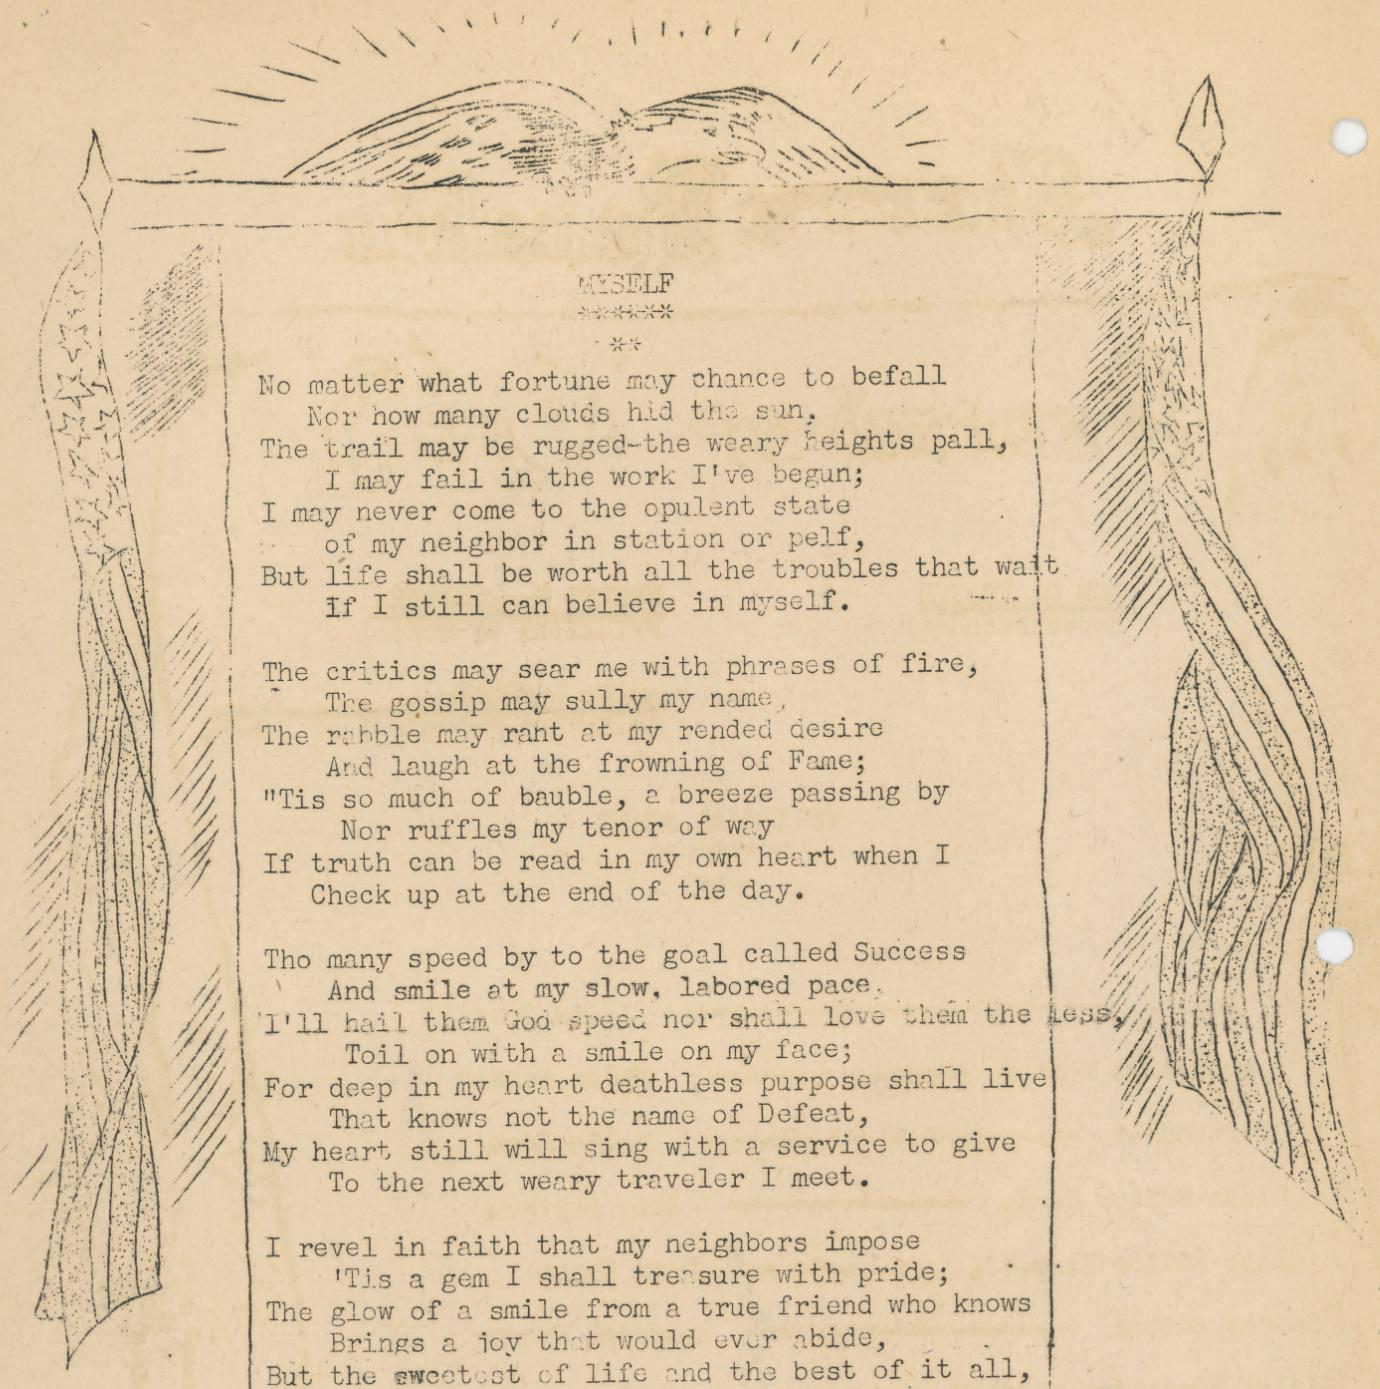 MYSELF
******
**
No matter what fortune may chance to befall
Nor how many clouds hid the sun.
The trail may be rugged-the weary heights pall,
I may fail in the work I've begun;
I may never come to the opulent state
of my neighbor in station or pelf,
But life shall be worth all the troubles that wait
If I still can believe in myself.
The critics may sear me with phrases of fire,
The gossip may sully my name,
The rabble may rant at my rended desire
And laugh at the frowning of Fame;
"Tis so much of bauble, a breeze passing by
Nor ruffles my tenor of way
If truth can be read in my own heart when I
Check up at the end of the day.
Tho many speed by to the goal called Success
And smile at my slow, labored pace,
I'll hail them God speed nor shall love them the less,
Toil on with a smile on my face;
For deep in my heart deathless purpose shall live
That knows not the name of Defeat,
My heart still will sing with a service to give
To the next weary traveler I meet.
I revel in faith that my neighbors impose
'Tis a gem I shall treasure with pride;
The glow of a smile from a true friend who knows
Brings a joy that would ever abide,
But the sweetest of life and the best of it all,